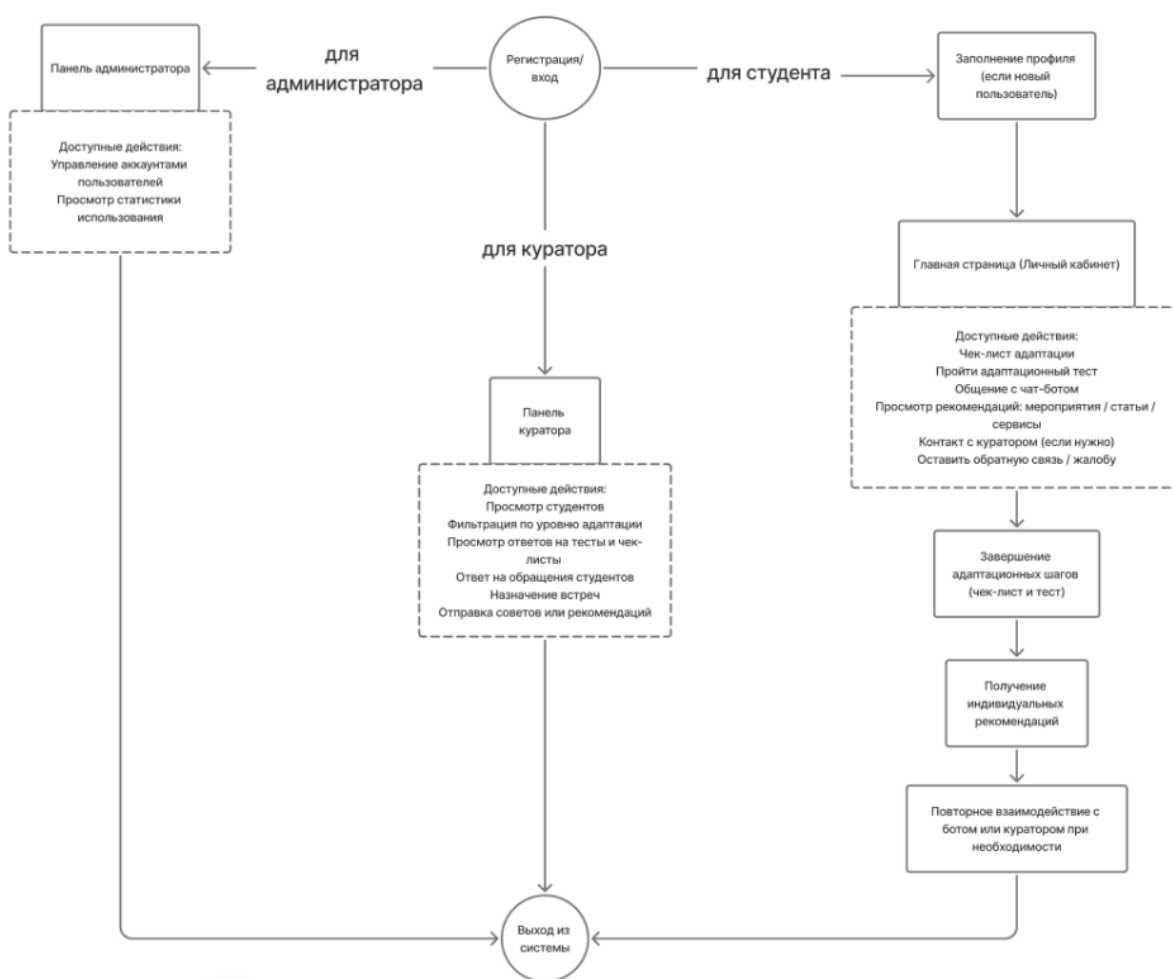 Регистрация/
вход
для
администратора
Панель администратора
Доступные действия:
Управление аккаунтами
пользователей
Просмотр статистики
использования
для куратора
Панель
куратора
Доступные действия:
Просмотр студентов
Фильтрация по уровню адаптации
Просмотр ответов на тесты и чек-
листы
Ответ на обращения студентов
Назначение встреч
Отправка советов или рекомендаций
для студента
Заполнение профиля
(если новый
пользователь)
Главная страница (Личный кабинет)
Доступные действия:
Чек-лист адаптации
Пройти адаптационный тест
Общение с чат-ботом
Просмотр рекомендаций: мероприятия / статьи /
сервисы
Контакт с куратором (если нужно)
Оставить обратную связь / жалобу
Завершение
адаптационных шагов
(чек-лист и тест)
Получение
индивидуальных
рекомендаций
Повторное взаимодействие с
ботом или куратором при
необходимости
Выход из
системы